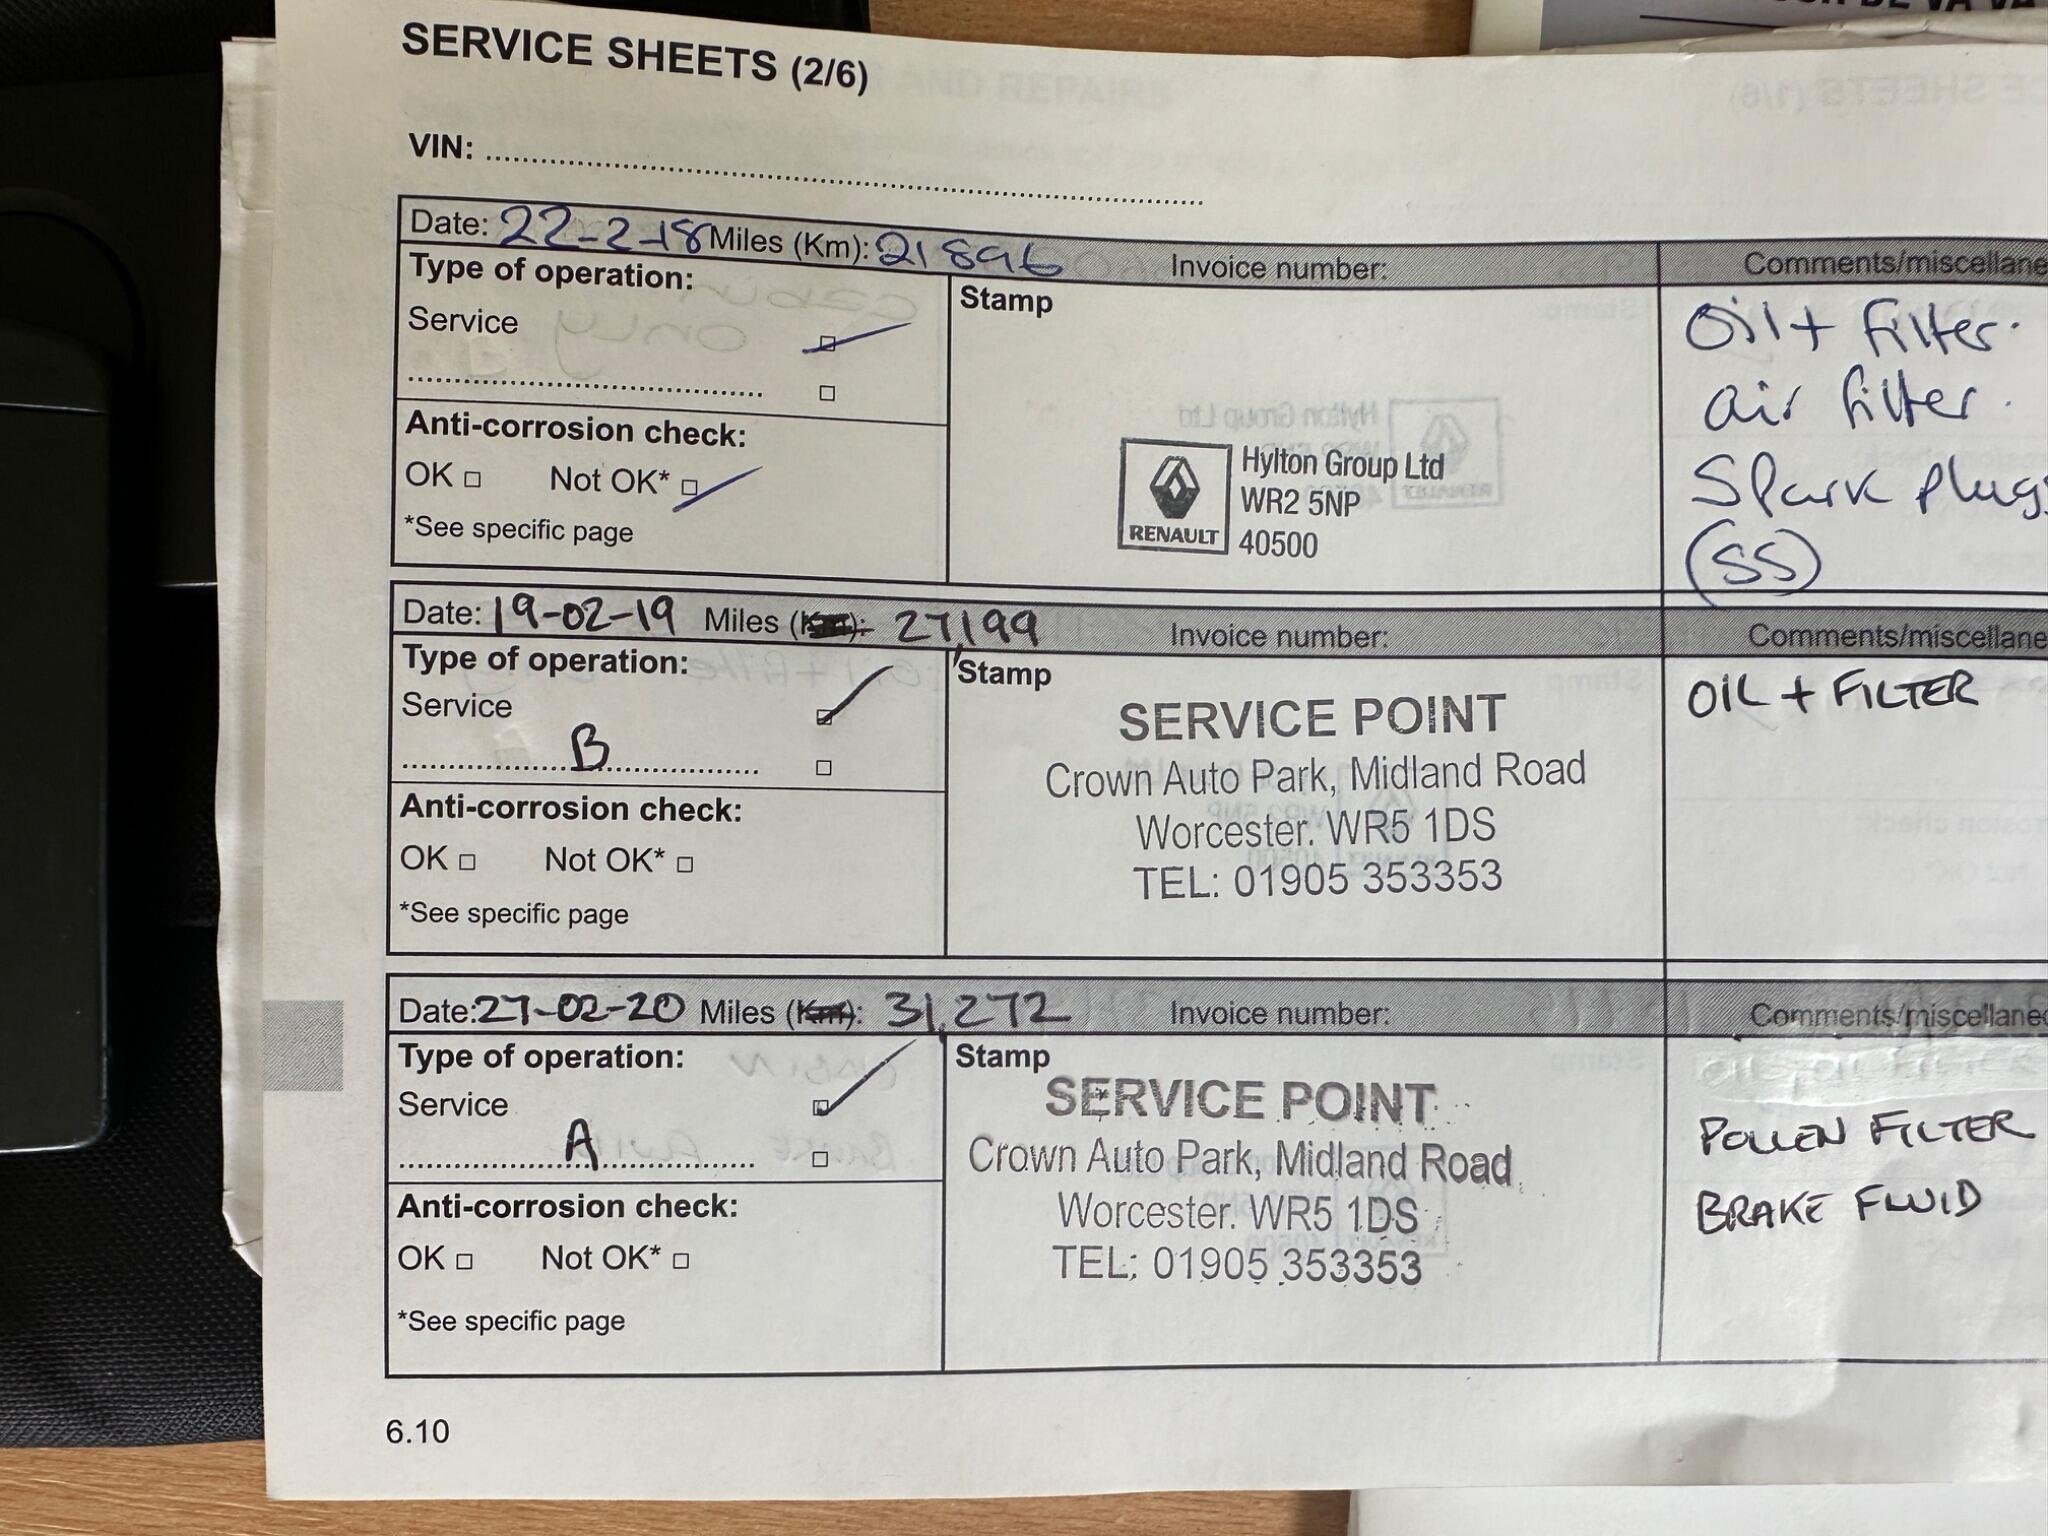 SERVICE SHEETS (2/6)
VIN:
Date: 22-2-18 Miles (Km): 21896 Invoice number: Comments/miscellane
Type of operation:
Service
Stamp
Oil + filter.
air filter.
Spark plugs
(SS)
Anti-corrosion check:
OK Not OK*
*See specific page
RENAULT
Hylton Group Ltd
WR2 5NP
40500
Date: 19-02-19 Miles (Km): 27,199 Invoice number: Comments/miscellane
Type of operation:
Service
B
Stamp
SERVICE POINT
Crown Auto Park, Midland Road
Worcester. WR5 1DS
TEL: 01905 353353
OIL + FILTER
Anti-corrosion check:
OK Not OK*
*See specific page
Date: 27-02-20 Miles (Km): 31,272 Invoice number: Comments/miscellaneo
Type of operation:
Service
A
Stamp
SERVICE POINT
Crown Auto Park, Midland Road
Worcester. WR5 1DS
TEL: 01905 353353
POLLEN FILTER
BRAKE FLUID
Anti-corrosion check:
OK Not OK*
*See specific page
6.10